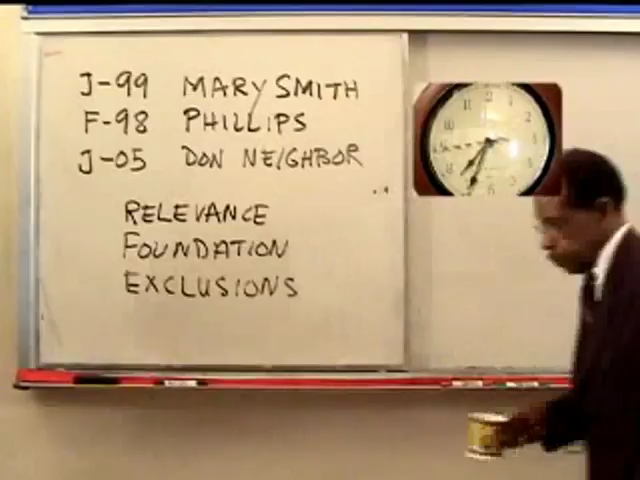 J-99 MARY SMITH
F-98 PHILLIPS
J-05 DON NEIGHBOR
RELEVANCE
FOUNDATION
EXCLUSIONS